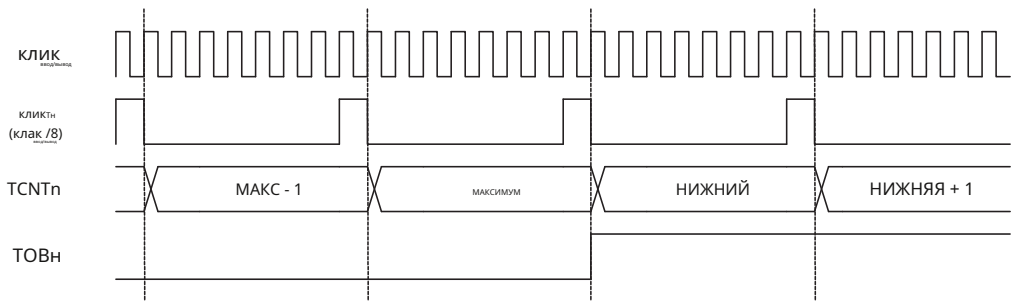 клик ввод/вывод
кликTн
(клак /8)
ввод/вывод
TCNTn
МАКС - 1
максимум
НИЖНИЙ
НИЖНЯЯ + 1
TOBн